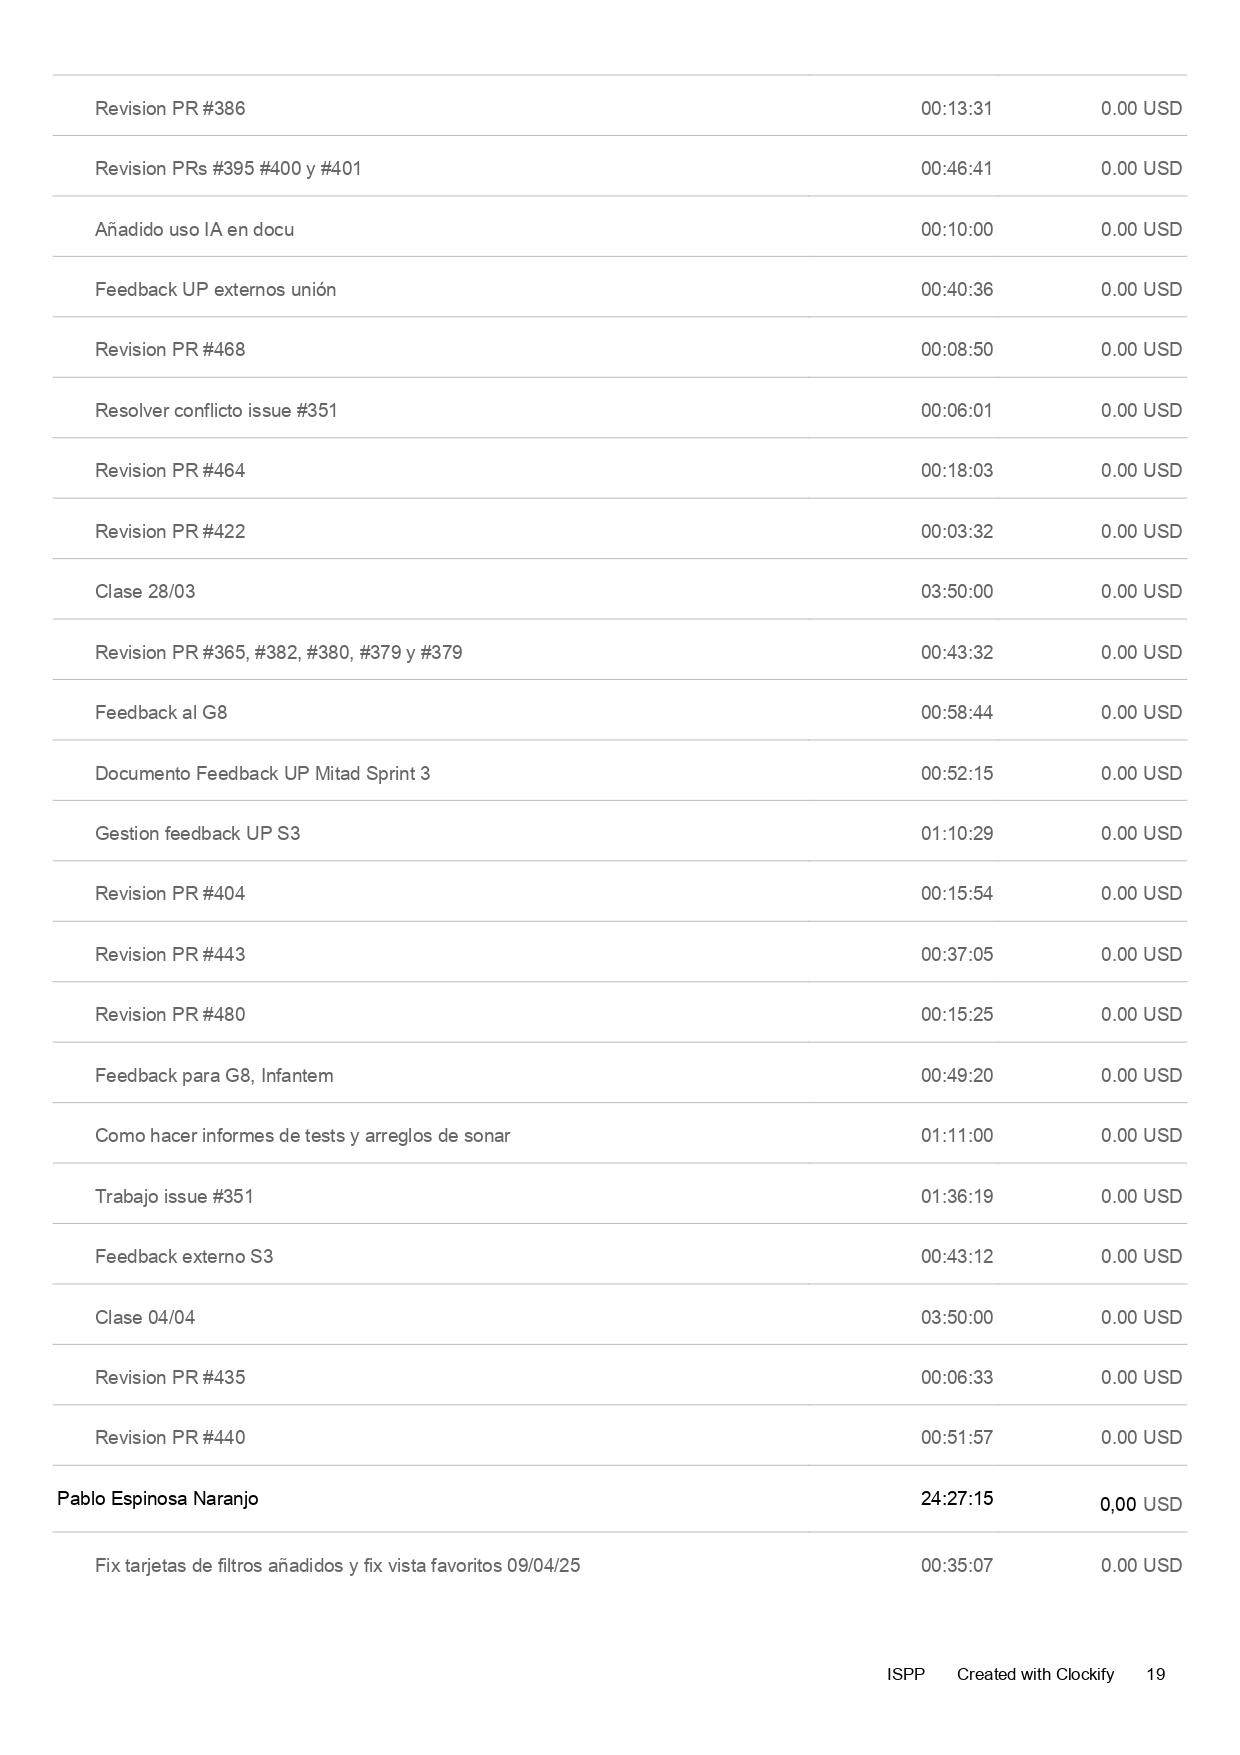 Revision PR #386 00:13:31 0.00 USD
Revision PRs #395 #400 y #401 00:46:41 0.00 USD
Añadido uso IA en docu 00:10:00 0.00 USD
Feedback UP externos unión 00:40:36 0.00 USD
Revision PR #468 00:08:50 0.00 USD
Resolver conflicto issue #351 00:06:01 0.00 USD
Revision PR #464 00:18:03 0.00 USD
Revision PR #422 00:03:32 0.00 USD
Clase 28/03 03:50:00 0.00 USD
Revision PR #365, #382, #380, #379 y #379 00:43:32 0.00 USD
Feedback al G8 00:58:44 0.00 USD
Documento Feedback UP Mitad Sprint 3 00:52:15 0.00 USD
Gestion feedback UP S3 01:10:29 0.00 USD
Revision PR #404 00:15:54 0.00 USD
Revision PR #443 00:37:05 0.00 USD
Revision PR #480 00:15:25 0.00 USD
Feedback para G8, Infantem 00:49:20 0.00 USD
Como hacer informes de tests y arreglos de sonar 01:11:00 0.00 USD
Trabajo issue #351 01:36:19 0.00 USD
Feedback externo S3 00:43:12 0.00 USD
Clase 04/04 03:50:00 0.00 USD
Revision PR #435 00:06:33 0.00 USD
Revision PR #440 00:51:57 0.00 USD
Pablo Espinosa Naranjo 24:27:15 0,00 USD
Fix tarjetas de filtros añadidos y fix vista favoritos 09/04/25 00:35:07 0.00 USD
ISPP Created with Clockify 19